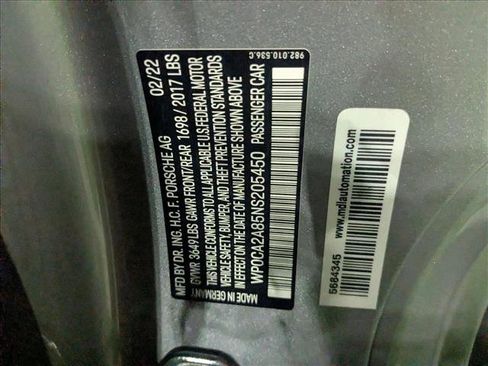 982.010.536.C
02/22
MFD. BY DR. ING. H.C. F. PORSCHE AG
GVWR 3649 LBS GAWR FRONT/REAR 1698 / 2017 LBS
THIS VEHICLE CONFORMS TO ALL APPLICABLE U.S. FEDERAL MOTOR
VEHICLE SAFETY, BUMPER, AND THEFT PREVENTION STANDARDS
IN EFFECT ON THE DATE OF MANUFACTURE SHOWN ABOVE
WP0CA2A85NS205450 PASSENGER CAR
MADE IN GERMANY
www.mdlautomation.com
5684345